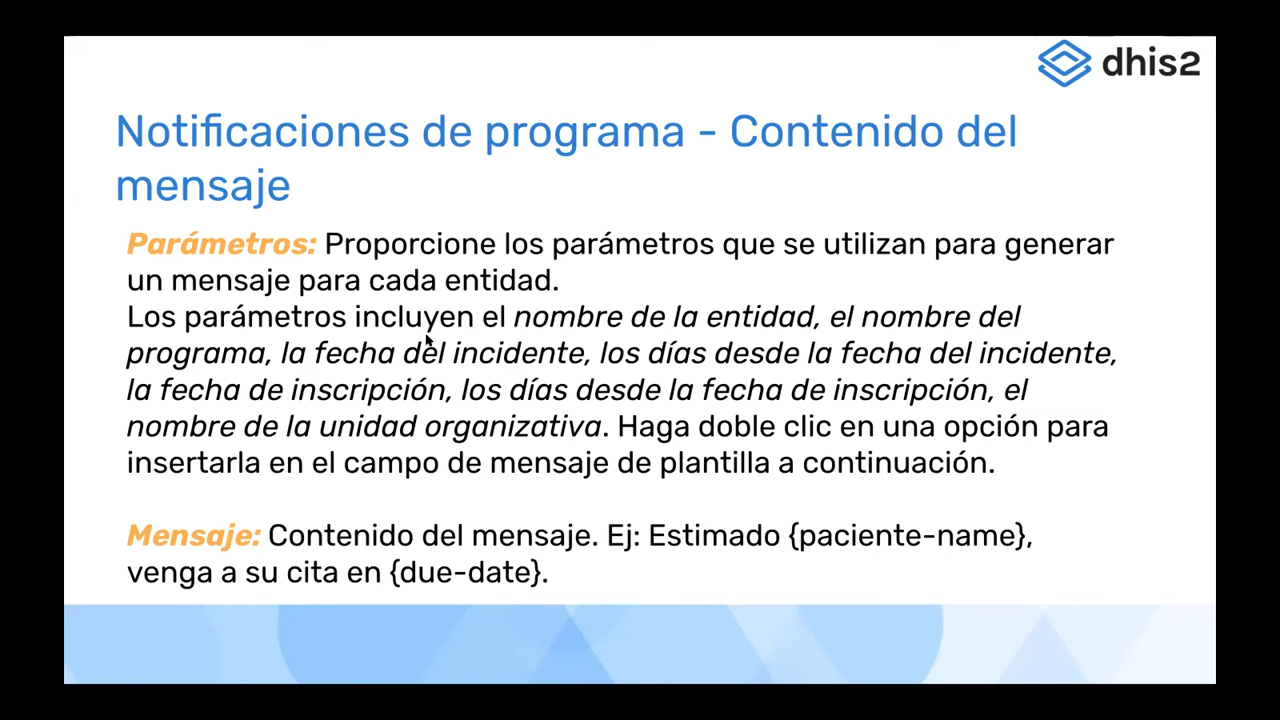 dhis2
Notificaciones de programa - Contenido del
mensaje
Parámetros: Proporcione los parámetros que se utilizan para generar
un mensaje para cada entidad.
Los parámetros incluyen el nombre de la entidad, el nombre del
programa, la fecha del incidente, los días desde la fecha del incidente,
la fecha de inscripción, los días desde la fecha de inscripción, el
nombre de la unidad organizativa. Haga doble clic en una opción para
insertarla en el campo de mensaje de plantilla a continuación.
Mensaje: Contenido del mensaje. Ej: Estimado {paciente-name},
venga a su cita en {due-date}.